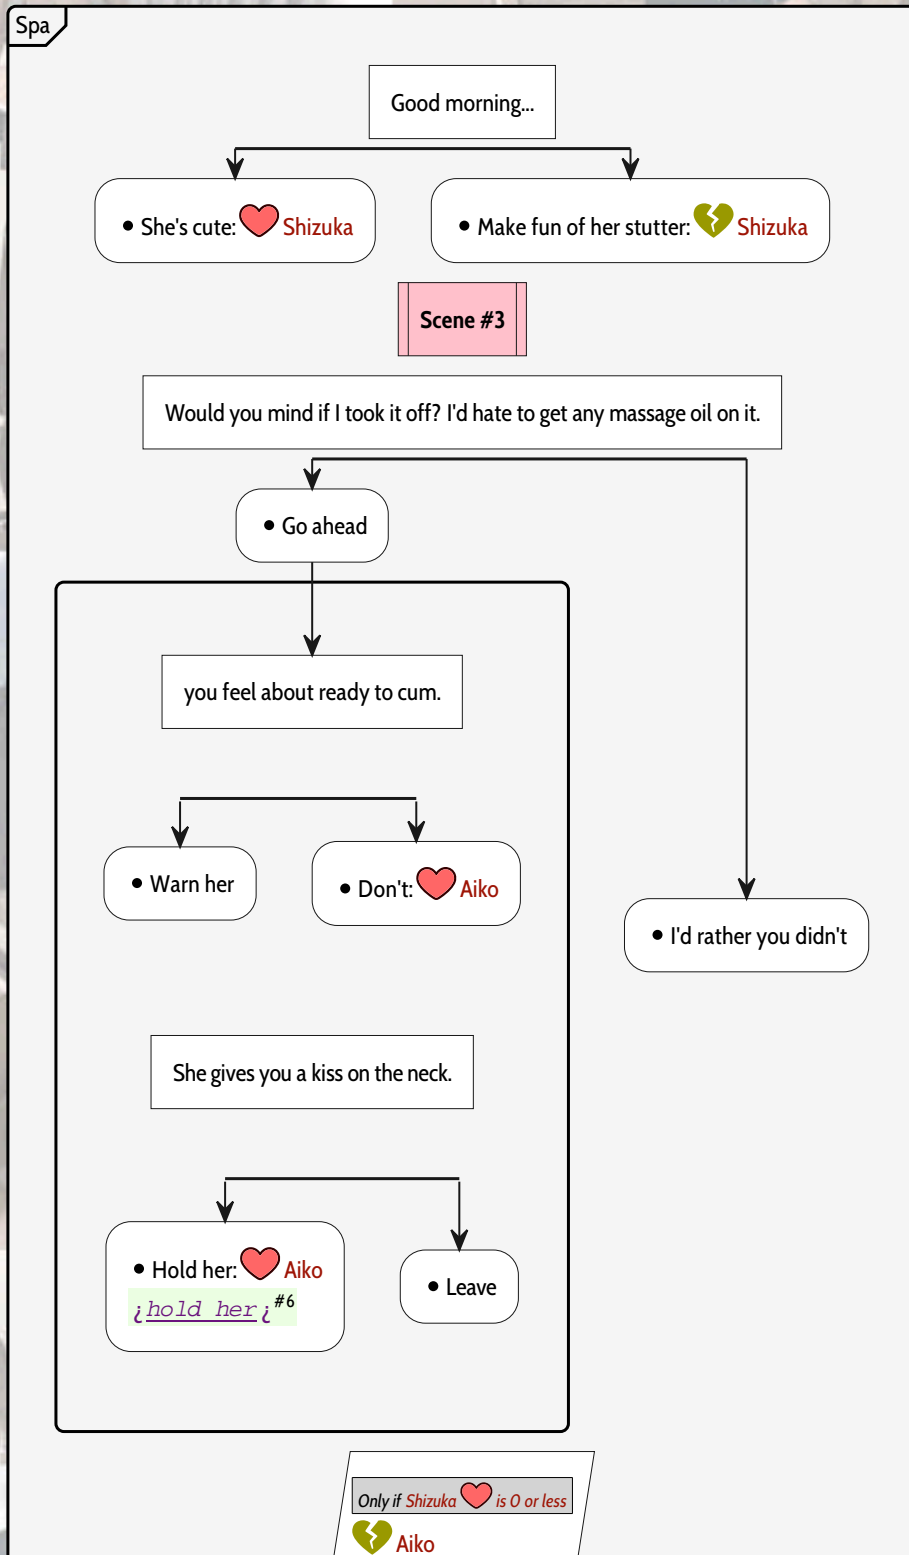 Spa
Good morning...
• She's cute: Shizuka
• Make fun of her stutter: Shizuka
Scene #3
Would you mind if I took it off? I'd hate to get any massage oil on it.
• Go ahead
you feel about ready to cum.
• Warn her
• Don't: Aiko
• I'd rather you didn't
She gives you a kiss on the neck.
• Hold her: Aiko
¿hold her¿#6
• Leave
Only if Shizuka is 0 or less
Aiko